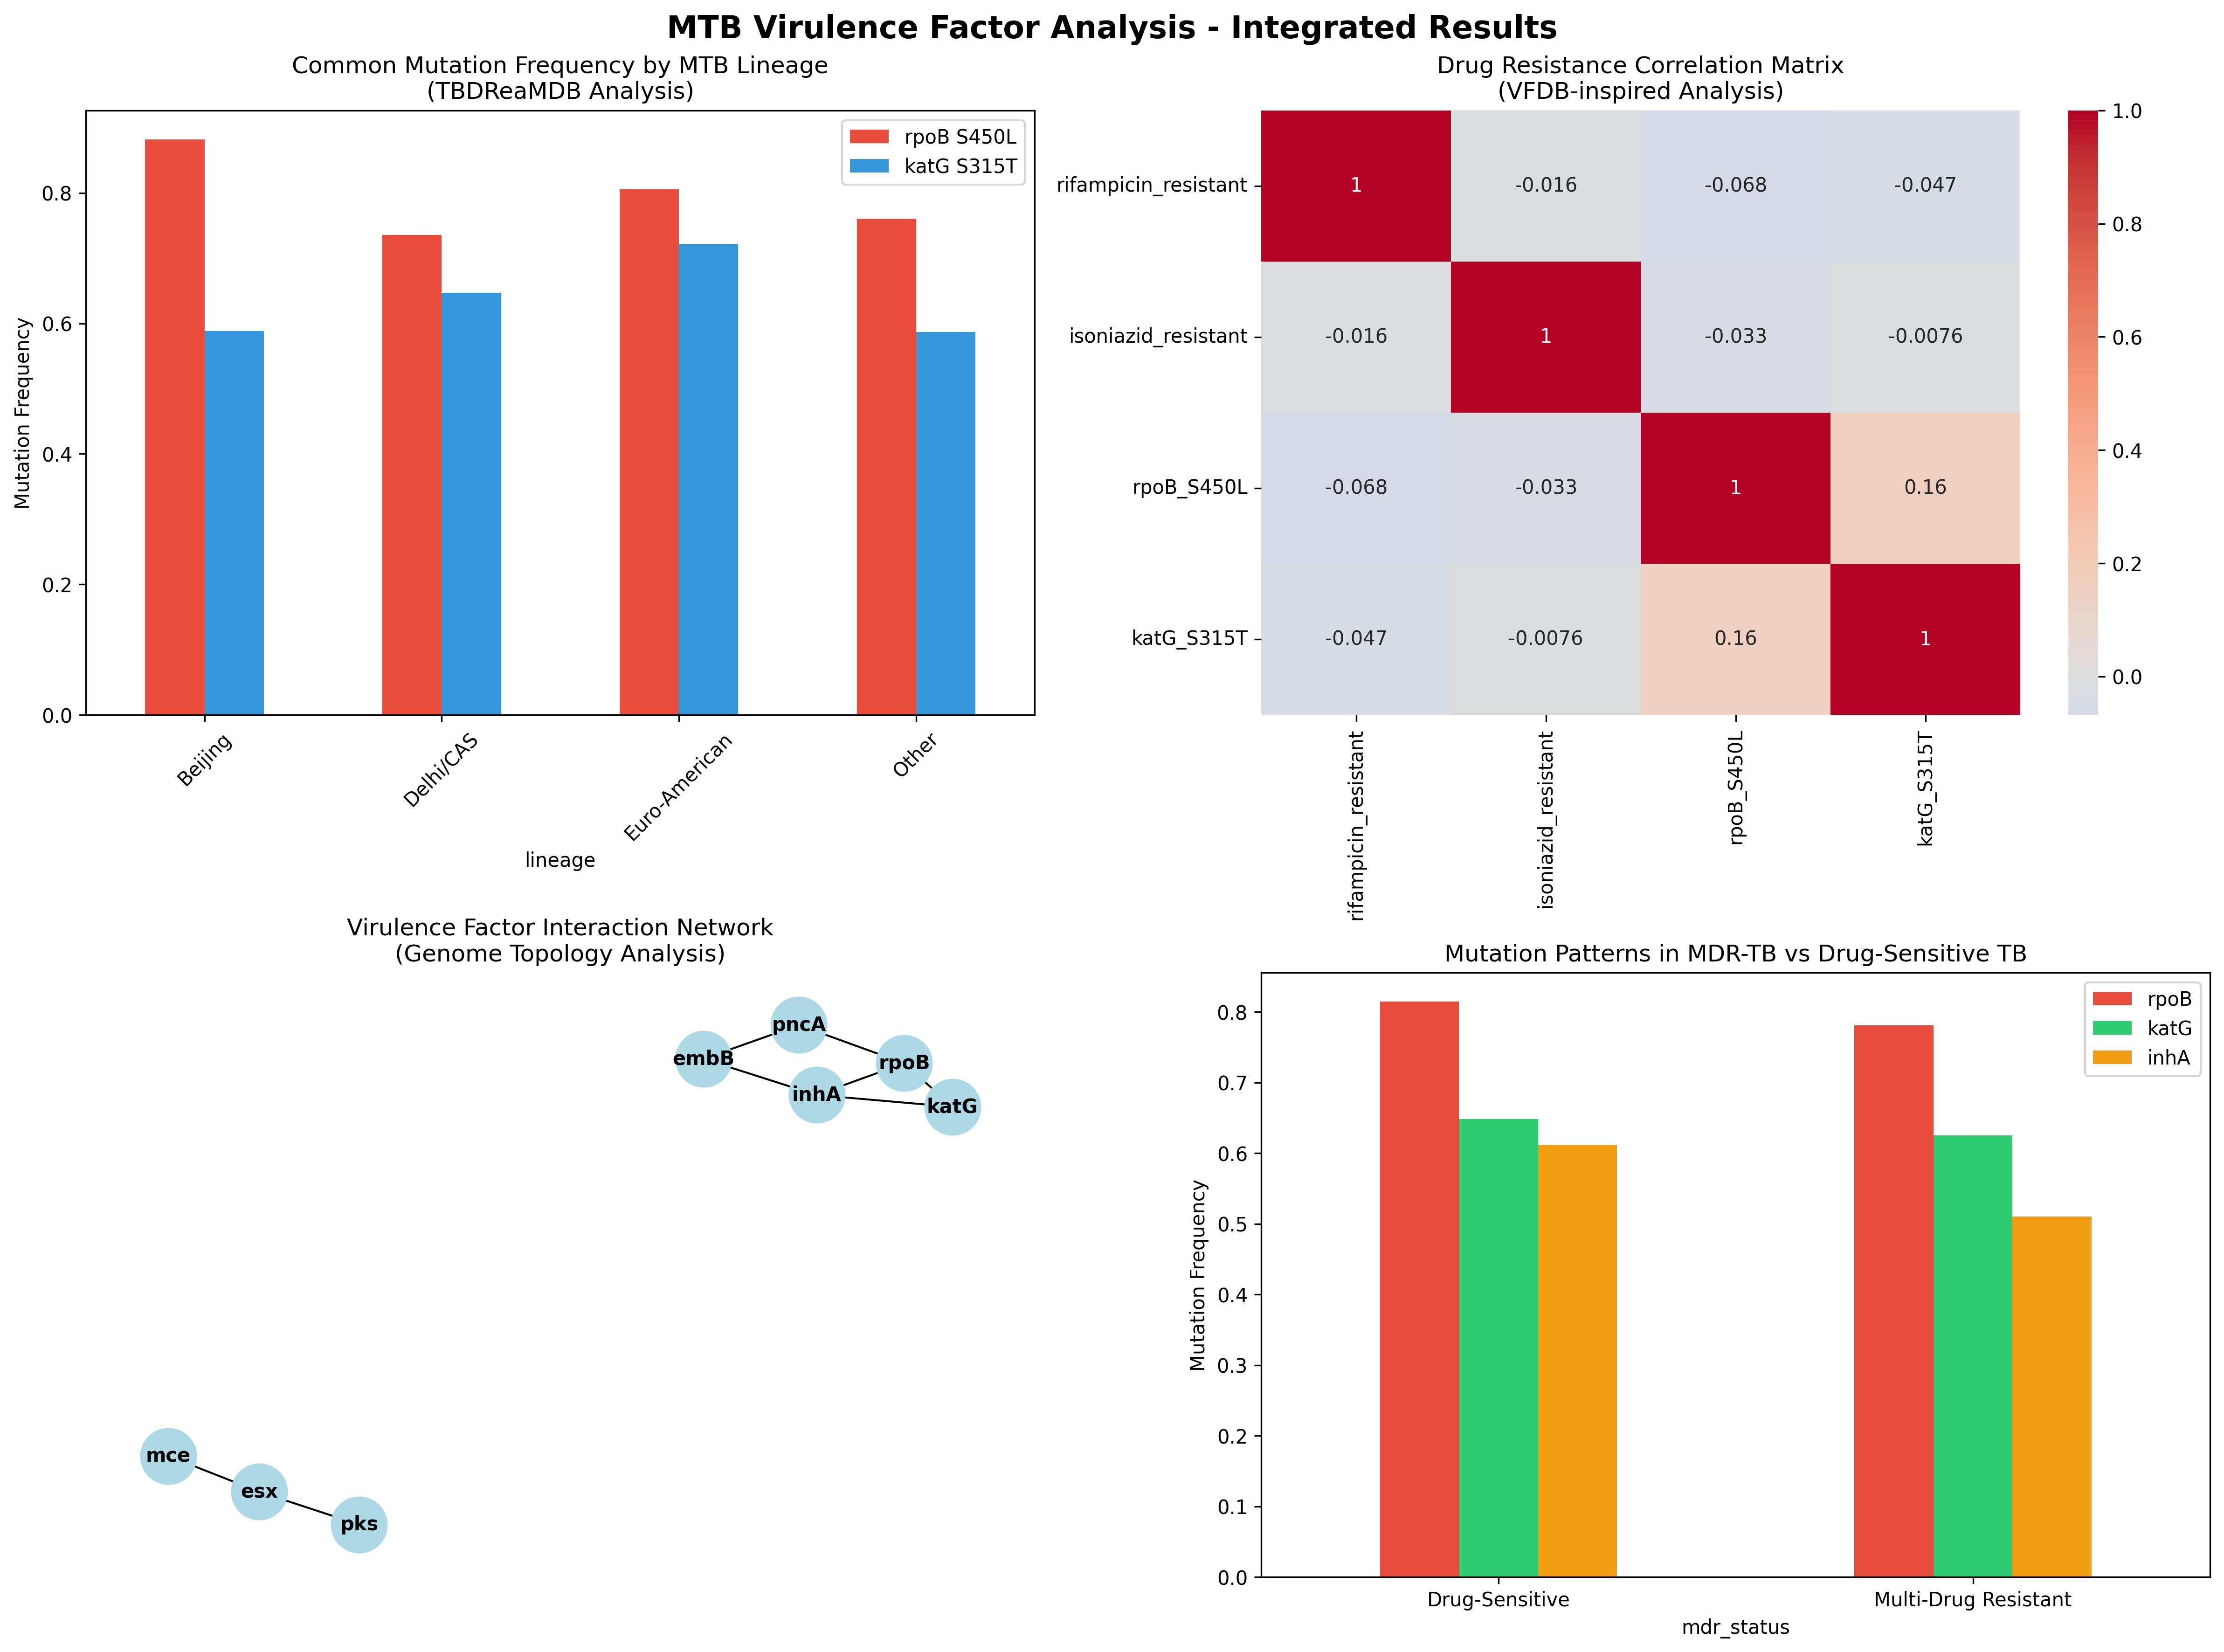 MTB Virulence Factor Analysis - Integrated Results
Common Mutation Frequency by MTB Lineage
(TBDReaMDB Analysis)
Mutation Frequency
0.8
0.6
0.4
0.2
0.0
rpoB S450L
katG S315T
Beijing
Delhi/CAS
Euro-American
Other
lineage
Drug Resistance Correlation Matrix
(VFDB-inspired Analysis)
rifampicin_resistant
1
-0.016
-0.068
-0.047
isoniazid_resistant
-0.016
1
-0.033
-0.0076
rpoB_S450L
-0.068
-0.033
1
0.16
katG_S315T
-0.047
-0.0076
0.16
1
rifampicin_resistant
isoniazid_resistant
rpoB_S450L
katG_S315T
1.0
0.8
0.6
0.4
0.2
0.0
Virulence Factor Interaction Network
(Genome Topology Analysis)
pncA
embB
rpoB
inhA
katG
mce
esx
pks
Mutation Patterns in MDR-TB vs Drug-Sensitive TB
Mutation Frequency
0.8
0.7
0.6
0.5
0.4
0.3
0.2
0.1
0.0
rpoB
katG
inhA
Drug-Sensitive
Multi-Drug Resistant
mdr_status